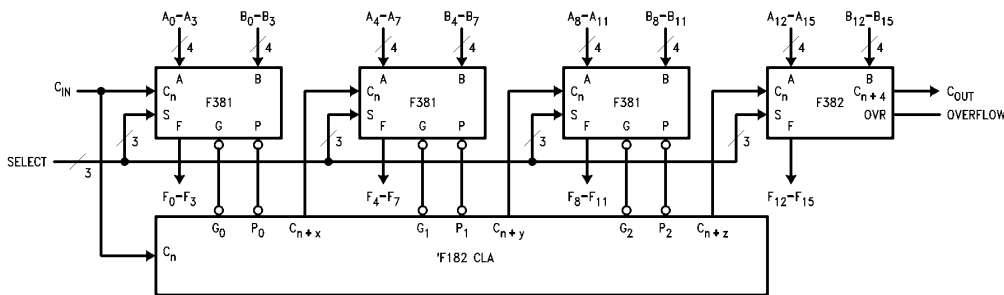 A₀–A₃ B₀–B₃ A₄–A₇ B₄–B₇ A₈–A₁₁ B₈–B₁₁ A₁₂–A₁₅ B₁₂–B₁₅
4 4 4 4 4 4 4 4
A B A B A B A B
C_IN Cₙ Cₙ Cₙ Cₙ Cₙ₊₄ C_OUT
F381 F381 F381 F382
S S S S OVR OVERFLOW
F G P F G P F G P F
3 3 3 3
SELECT 3
F₀–F₃ F₄–F₇ F₈–F₁₁ F₁₂–F₁₅
G₀ P₀ Cₙ₊ₓ G₁ P₁ Cₙ₊y G₂ P₂ Cₙ₊z
Cₙ
'F182 CLA